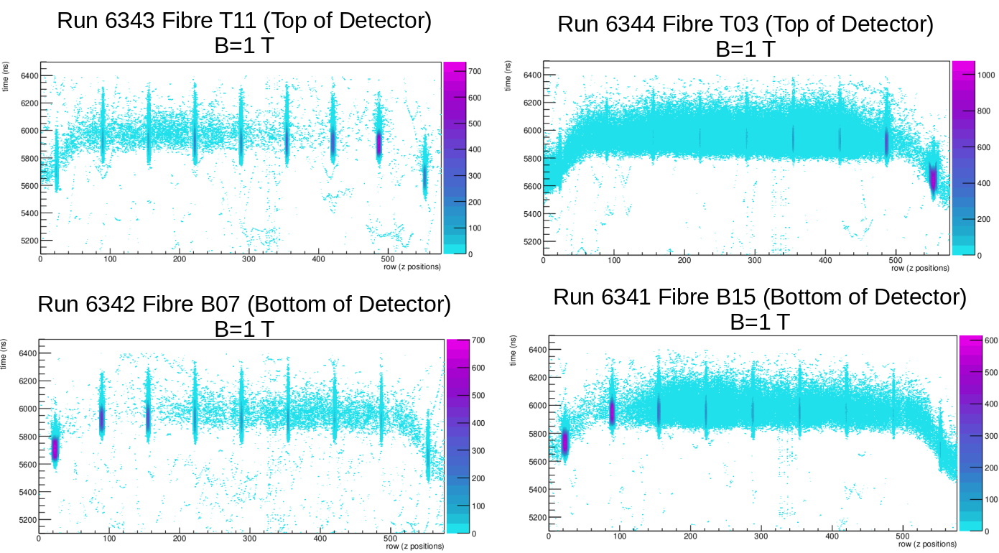 Run 6343 Fibre T11 (Top of Detector)
B=1 T
time (ns)
6400
6200
6000
5800
5600
5400
5200
0 100 200 300 400 500
row (z positions)
700
600
500
400
300
200
100
0
Run 6344 Fibre T03 (Top of Detector)
B=1 T
time (ns)
6400
6200
6000
5800
5600
5400
5200
0 100 200 300 400 500
row (z positions)
1000
800
600
400
200
0
Run 6342 Fibre B07 (Bottom of Detector)
B=1 T
time (ns)
6400
6200
6000
5800
5600
5400
5200
0 100 200 300 400 500
row (z positions)
700
600
500
400
300
200
100
0
Run 6341 Fibre B15 (Bottom of Detector)
B=1 T
time (ns)
6400
6200
6000
5800
5600
5400
5200
0 100 200 300 400 500
row (z positions)
600
500
400
300
200
100
0